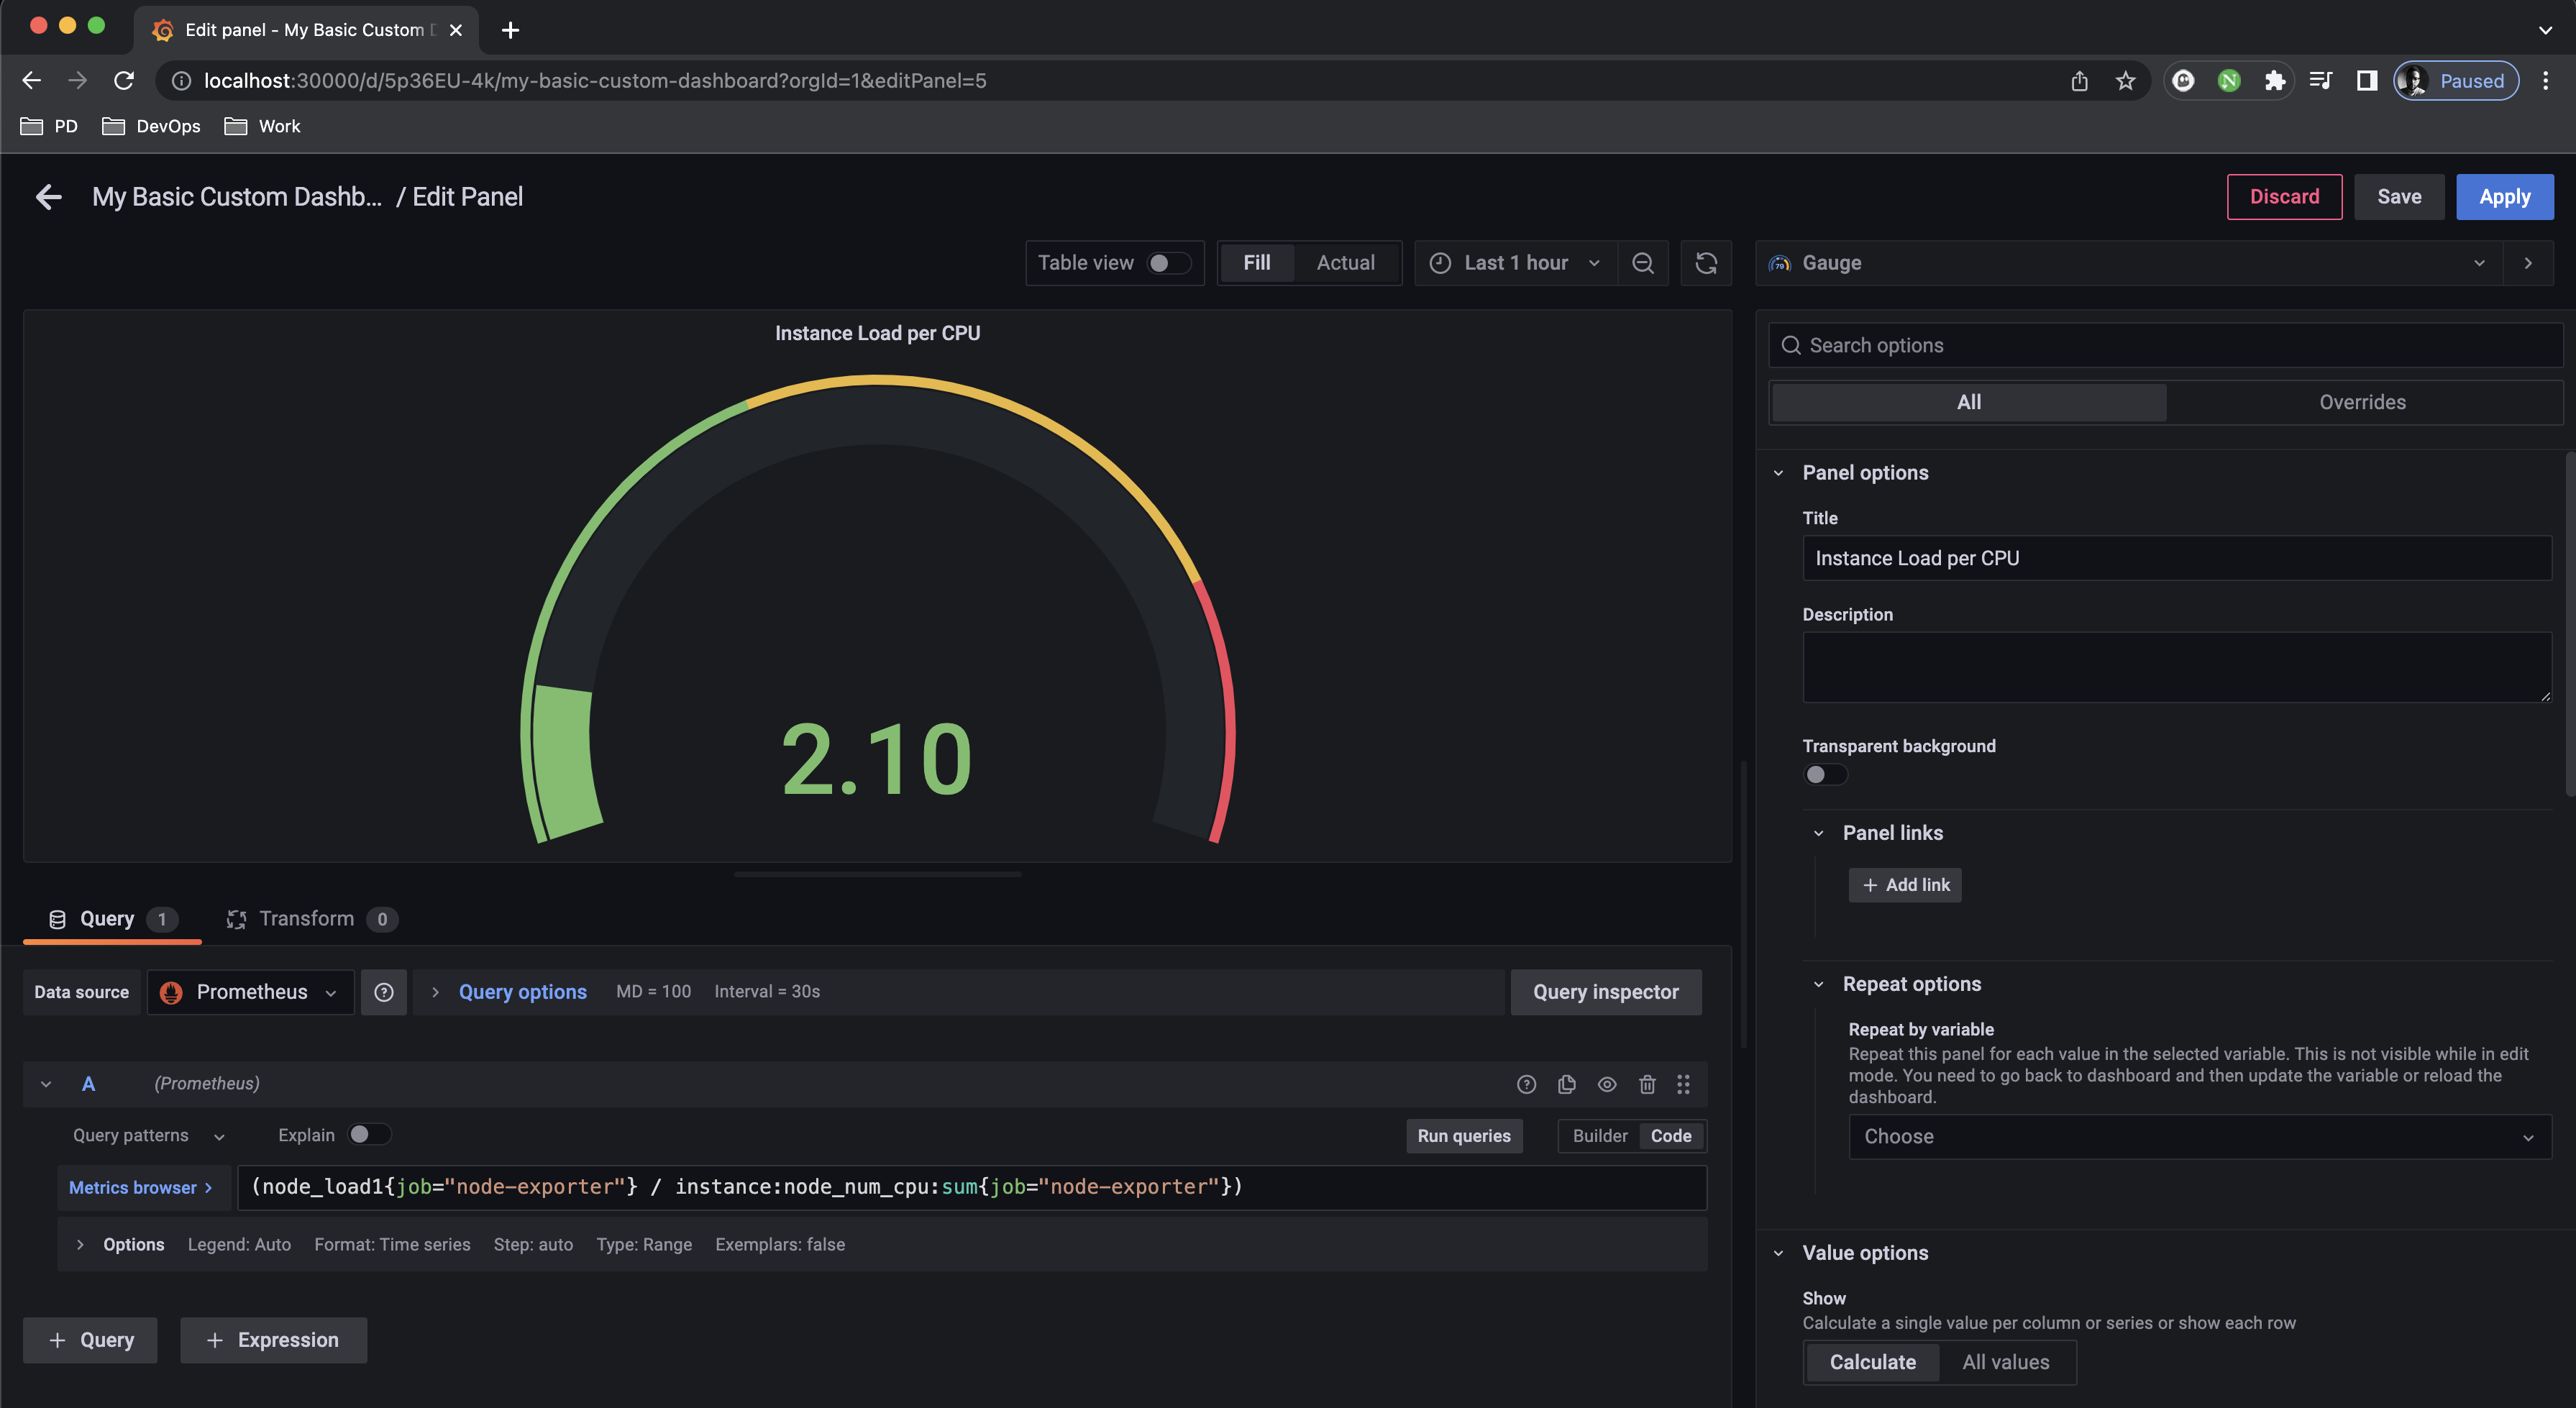 Edit panel - My Basic Custom D
localhost:30000/d/5p36EU-4k/my-basic-custom-dashboard?orgId=1&editPanel=5
Paused
PD
DevOps
Work
My Basic Custom Dashb... / Edit Panel
Discard
Save
Apply
Table view
Fill
Actual
Last 1 hour
79
Gauge
Instance Load per CPU
2.10
Search options
All
Overrides
Panel options
Title
Instance Load per CPU
Description
Transparent background
Panel links
+ Add link
Repeat options
Repeat by variable
Repeat this panel for each value in the selected variable. This is not visible while in edit
mode. You need to go back to dashboard and then update the variable or reload the
dashboard.
Choose
Value options
Show
Calculate a single value per column or series or show each row
Calculate
All values
Query 1
Transform 0
Data source
Prometheus
Query options
MD = 100
Interval = 30s
Query inspector
A
(Prometheus)
Query patterns
Explain
Run queries
Builder
Code
Metrics browser >
(node_load1{job="node-exporter"} / instance:node_num_cpu:sum{job="node-exporter"})
Options
Legend: Auto
Format: Time series
Step: auto
Type: Range
Exemplars: false
+ Query
+ Expression